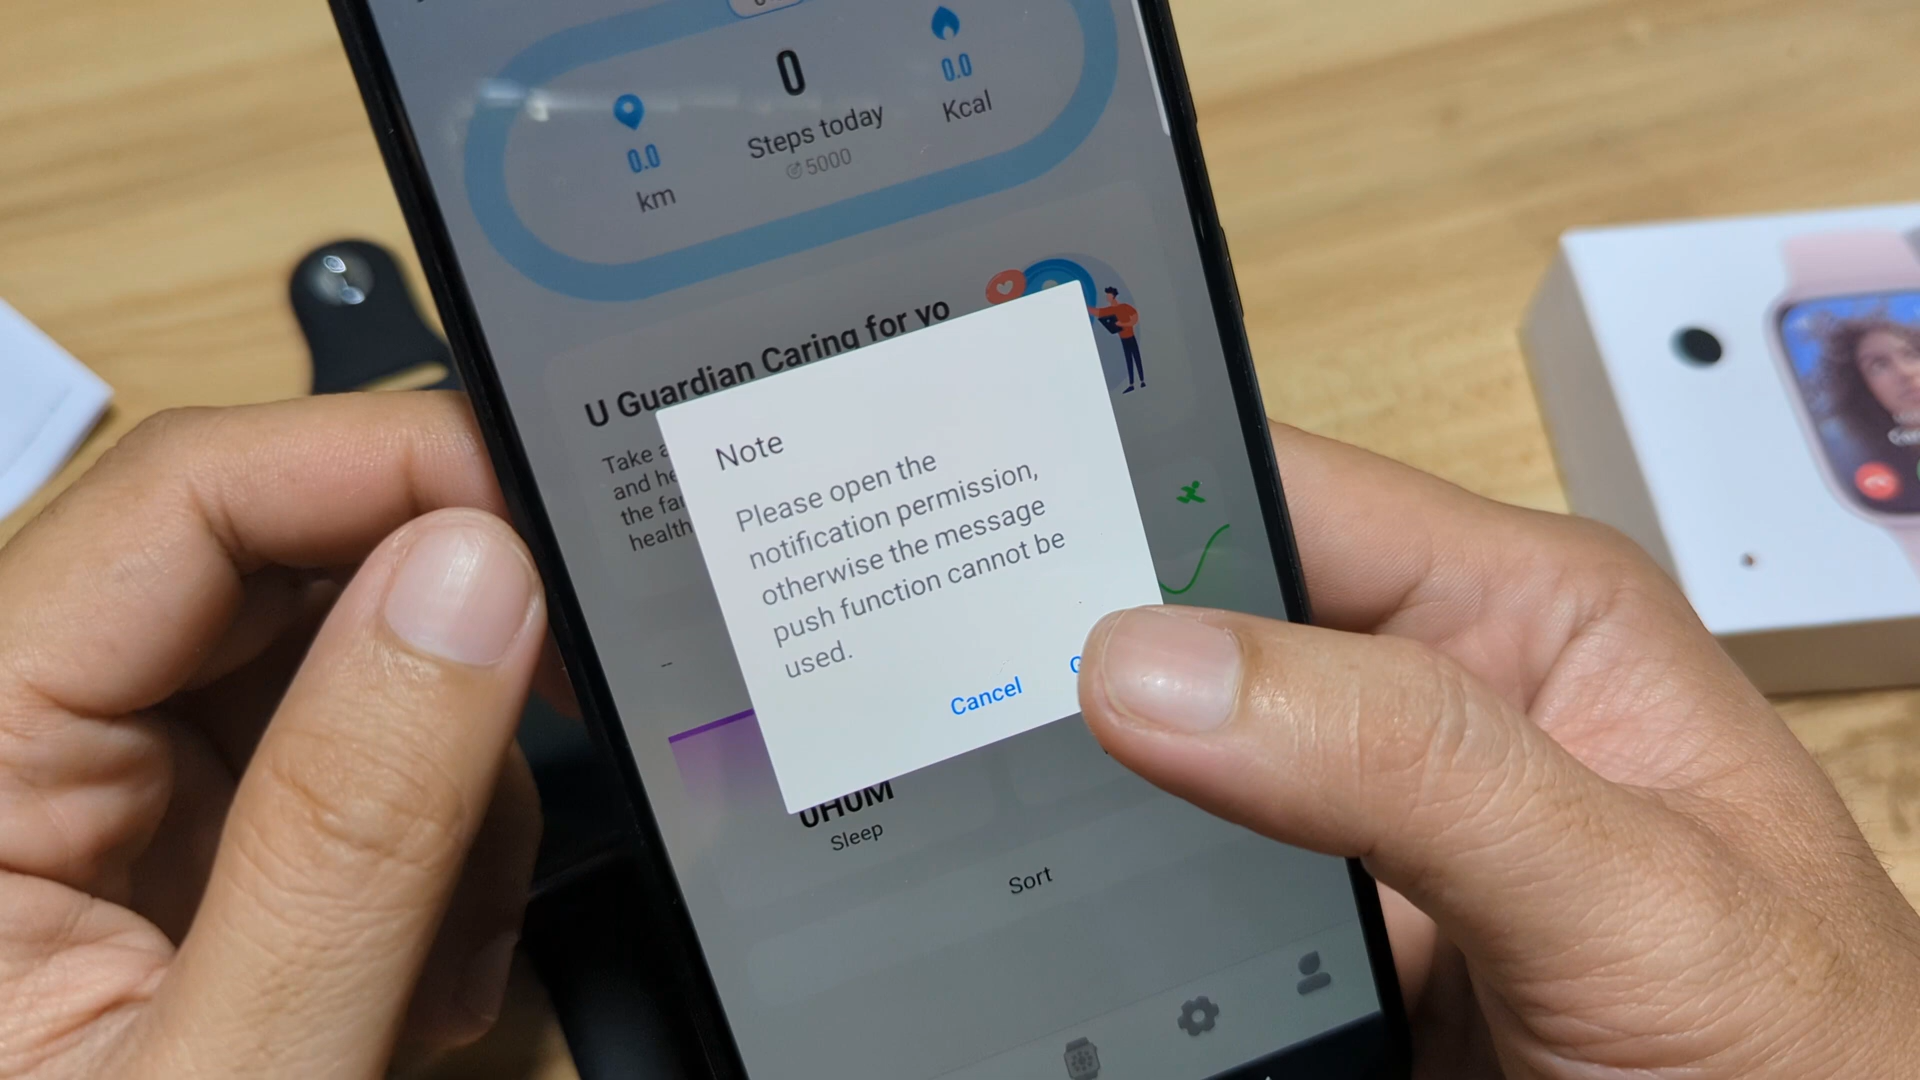 0
0.0
Kcal
Steps today
0.0
5000
km
U Guardian Caring for yo
Take
and he
the fa
health
Note
Please open the
notification permission,
otherwise the message
push function cannot be
used.
--
Cancel
0H0M
Sleep
Sort